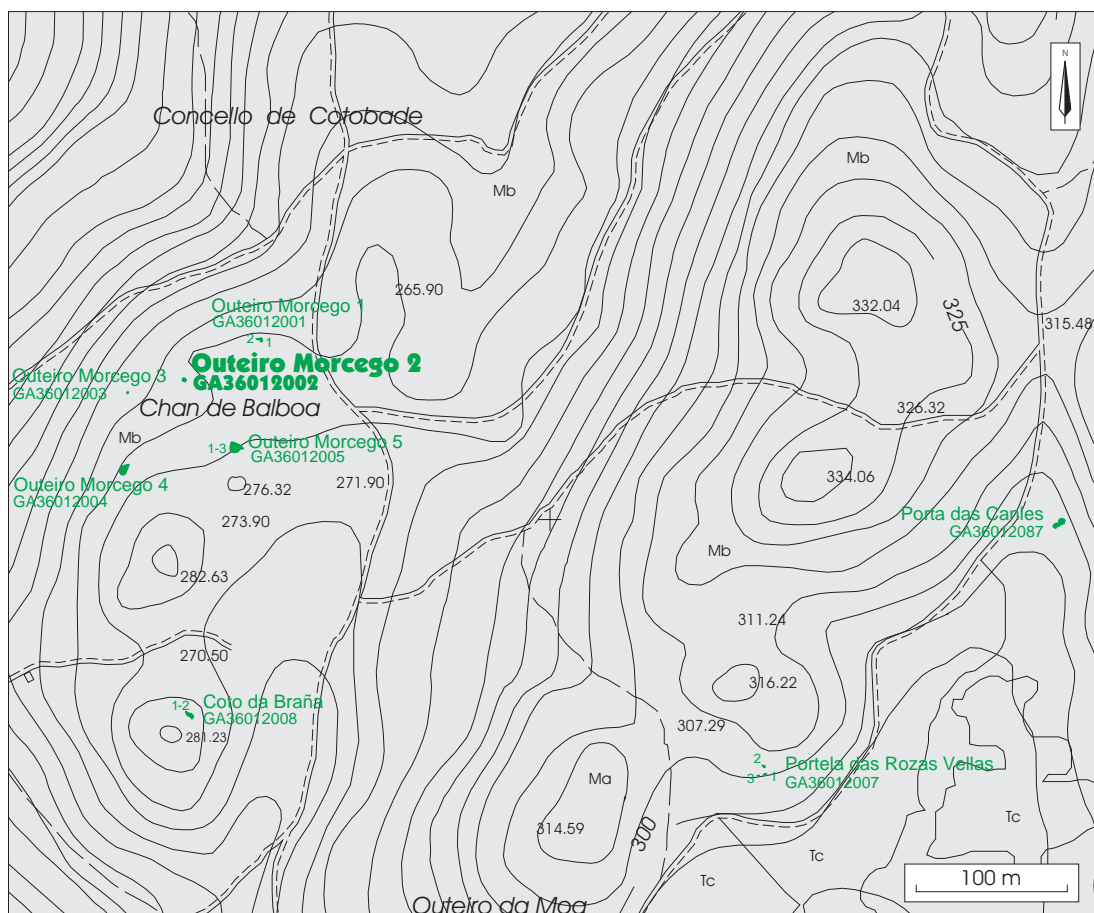 N
Concello de Cotobade
Mb
Mb
265.90
332.04
325
315.48
Outeiro Morcego 1
GA36012001
2
1
Outeiro Morcego 2
GA36012002
Outeiro Morcego 3
GA36012003
Chan de Balboa
326.32
Mb
1-3
Outeiro Morcego 5
GA36012005
Outeiro Morcego 4
GA36012004
276.32
271.90
334.06
273.90
Porta das Canles
GA36012087
Mb
282.63
311.24
270.50
316.22
1-2
Coto da Braña
GA36012008
281.23
307.29
2
3
1
Portela das Rozas Vellas
GA36012007
Ma
314.59
300
Tc
Tc
Tc
100 m
Outeiro da Moa